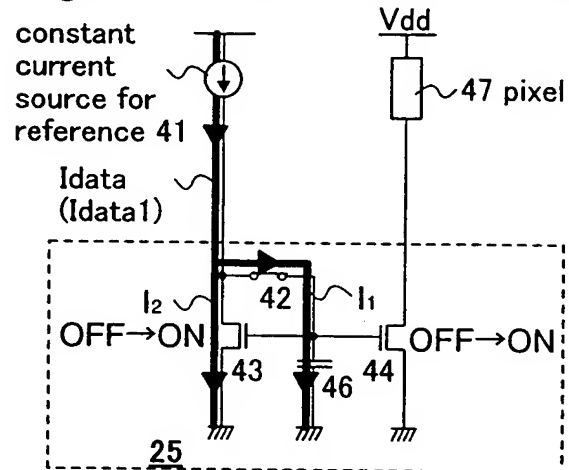 constant
current
source for
reference 41
Vdd
47 pixel
Idata
(Idata1)
I2
42
I1
OFF→ON
43
46
44
OFF→ON
25